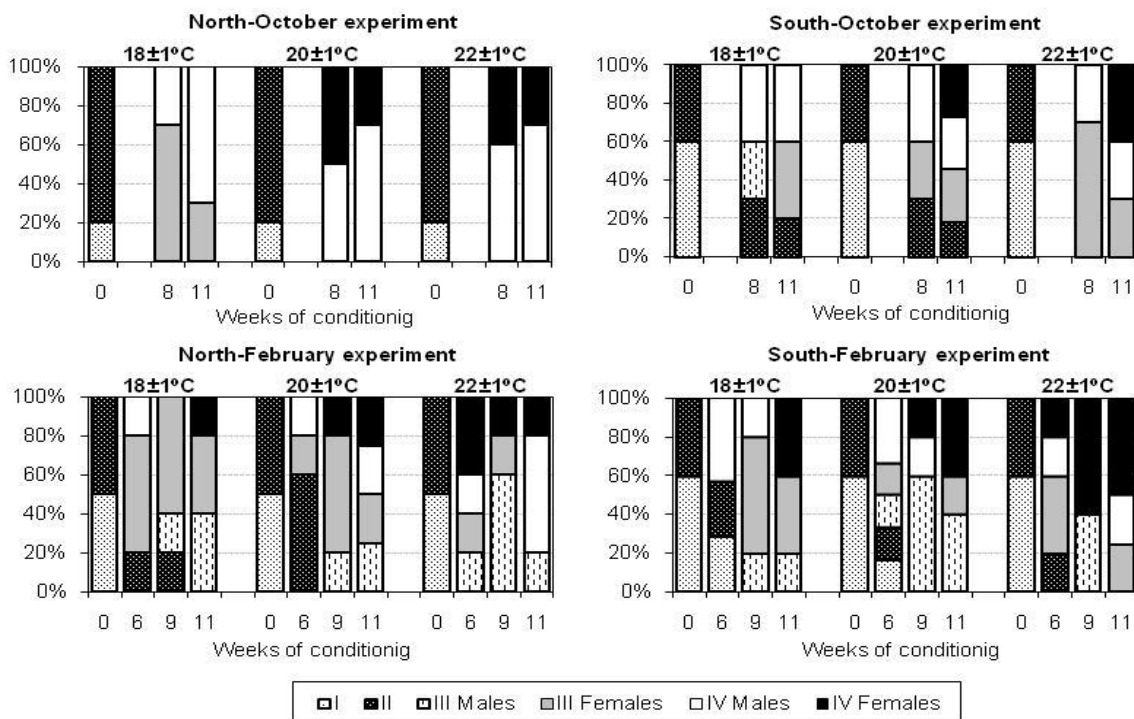 North-October experiment
18±1ºC 20±1ºC 22±1ºC
100%
80%
60%
40%
20%
0%
0 8 11 0 8 11 0 8 11
Weeks of conditionig
South-October experiment
18±1ºC 20±1ºC 22±1ºC
100%
80%
60%
40%
20%
0%
0 8 11 0 8 11 0 8 11
Weeks of conditionig
North-February experiment
18±1ºC 20±1ºC 22±1ºC
100%
80%
60%
40%
20%
0%
0 6 9 11 0 6 9 11 0 6 9 11
Weeks of conditionig
South-February experiment
18±1ºC 20±1ºC 22±1ºC
100%
80%
60%
40%
20%
0%
0 6 9 11 0 6 9 11 0 6 9 11
Weeks of conditionig
I II III Males III Females IV Males IV Females